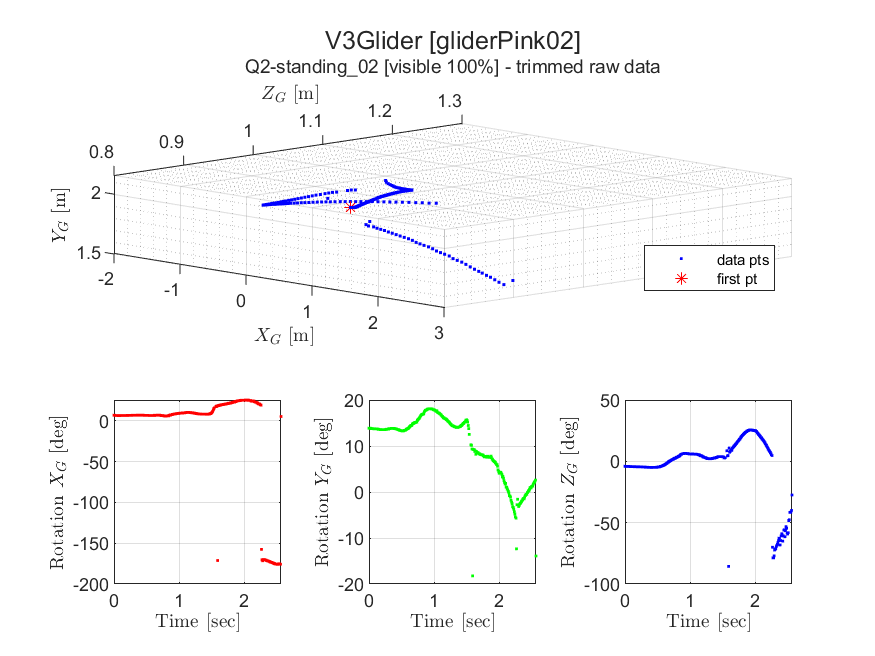 V3Glider [gliderPink02]
Q2-standing_02 [visible 100%] - trimmed raw data
Z_G [m]
0.8 0.9 1 1.1 1.2 1.3
Y_G [m]
2
1.5
-2 -1 0 1 2 3
X_G [m]
data pts
first pt
Rotation X_G [deg]
0
-50
-100
-150
-200
0 1 2
Time [sec]
Rotation Y_G [deg]
20
10
0
-10
-20
0 1 2
Time [sec]
Rotation Z_G [deg]
50
0
-50
-100
0 1 2
Time [sec]